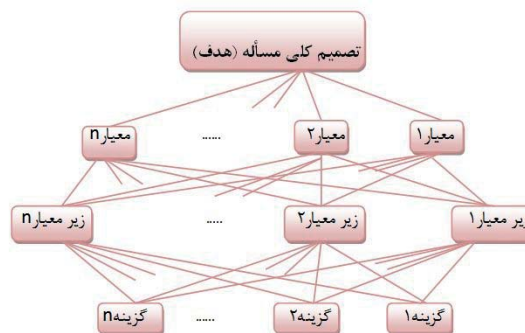 تصمیم کلی مسأله (هدف)
معیار۱ معیار۲ ...... معیارn
زیر معیار۱ زیر معیار۲ ..... زیر معیارn
گزینه۱ گزینه۲ ...... گزینهn